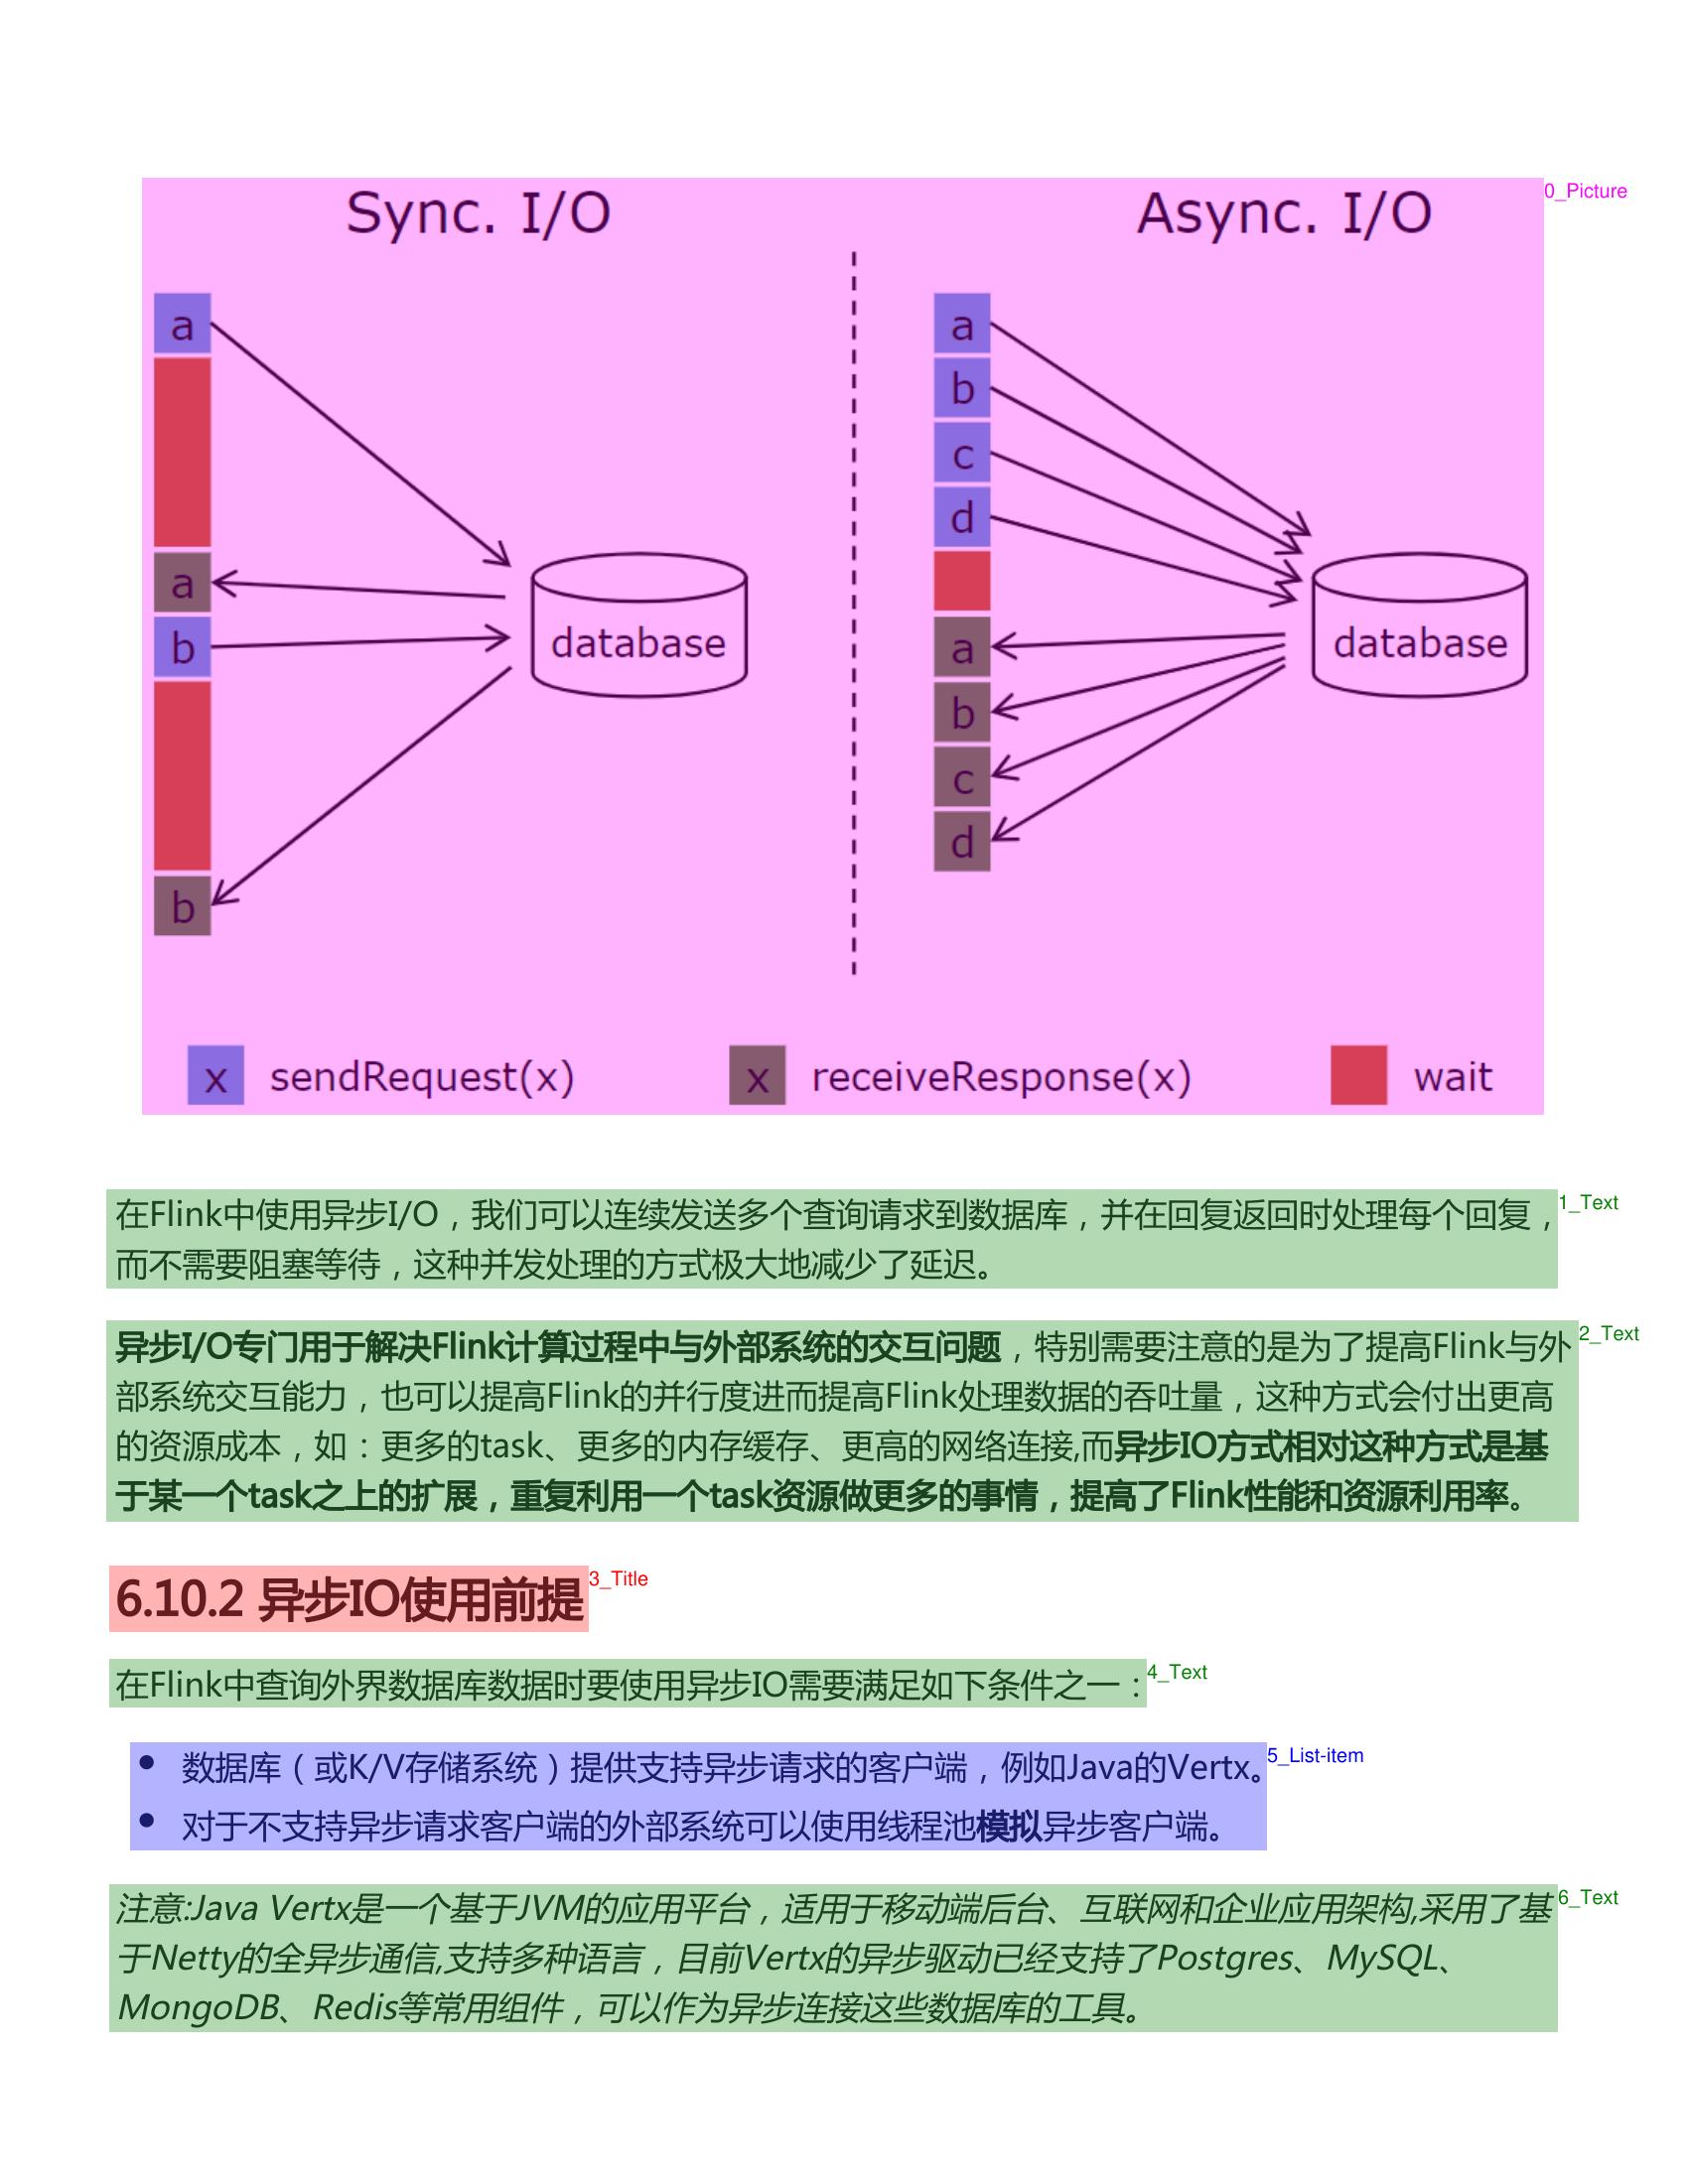 Sync. I/O
Async. I/O
0_Picture
a
a
b
b
database
a
b
c
d
a
b
c
d
database
x sendRequest(x)
x receiveResponse(x)
wait
在Flink中使用异步I/O，我们可以连续发送多个查询请求到数据库，并在回复返回时处理每个回复，
1_Text
而不需要阻塞等待，这种并发处理的方式极大地减少了延迟。
异步I/O专门用于解决Flink计算过程中与外部系统的交互问题，特别需要注意的是为了提高Flink与外
2_Text
部系统交互能力，也可以提高Flink的并行度进而提高Flink处理数据的吞吐量，这种方式会付出更高
的资源成本，如：更多的task、更多的内存缓存、更高的网络连接,而异步IO方式相对这种方式是基
于某一个task之上的扩展，重复利用一个task资源做更多的事情，提高了Flink性能和资源利用率。
6.10.2 异步IO使用前提
3_Title
在Flink中查询外界数据库数据时要使用异步IO需要满足如下条件之一：
4_Text
• 数据库（或K/V存储系统）提供支持异步请求的客户端，例如Java的Vertx。
5_List-item
• 对于不支持异步请求客户端的外部系统可以使用线程池模拟异步客户端。
注意:Java Vertx是一个基于JVM的应用平台，适用于移动端后台、互联网和企业应用架构,采用了基
6_Text
于Netty的全异步通信,支持多种语言，目前Vertx的异步驱动已经支持了Postgres、MySQL、
MongoDB、Redis等常用组件，可以作为异步连接这些数据库的工具。